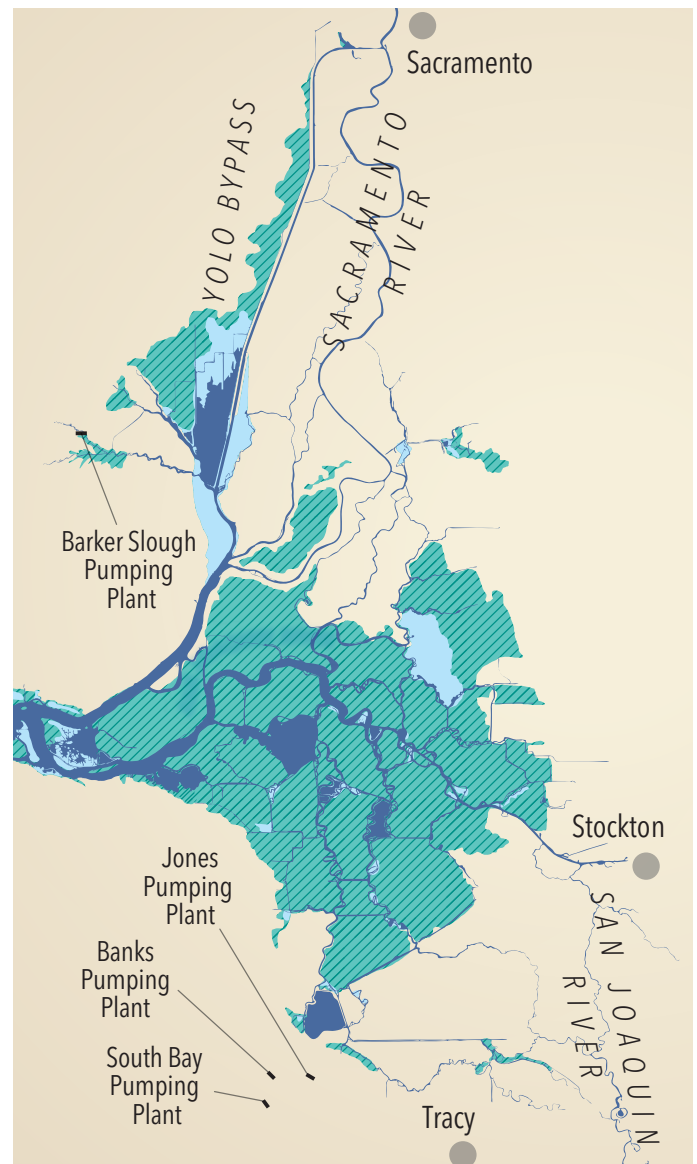 Sacramento
YOLO BYPASS
SACRAMENTO
RIVER
Barker Slough
Pumping
Plant
Stockton
Jones
Pumping
Plant
SAN JOAQUIN
RIVER
Banks
Pumping
Plant
South Bay
Pumping
Plant
Tracy